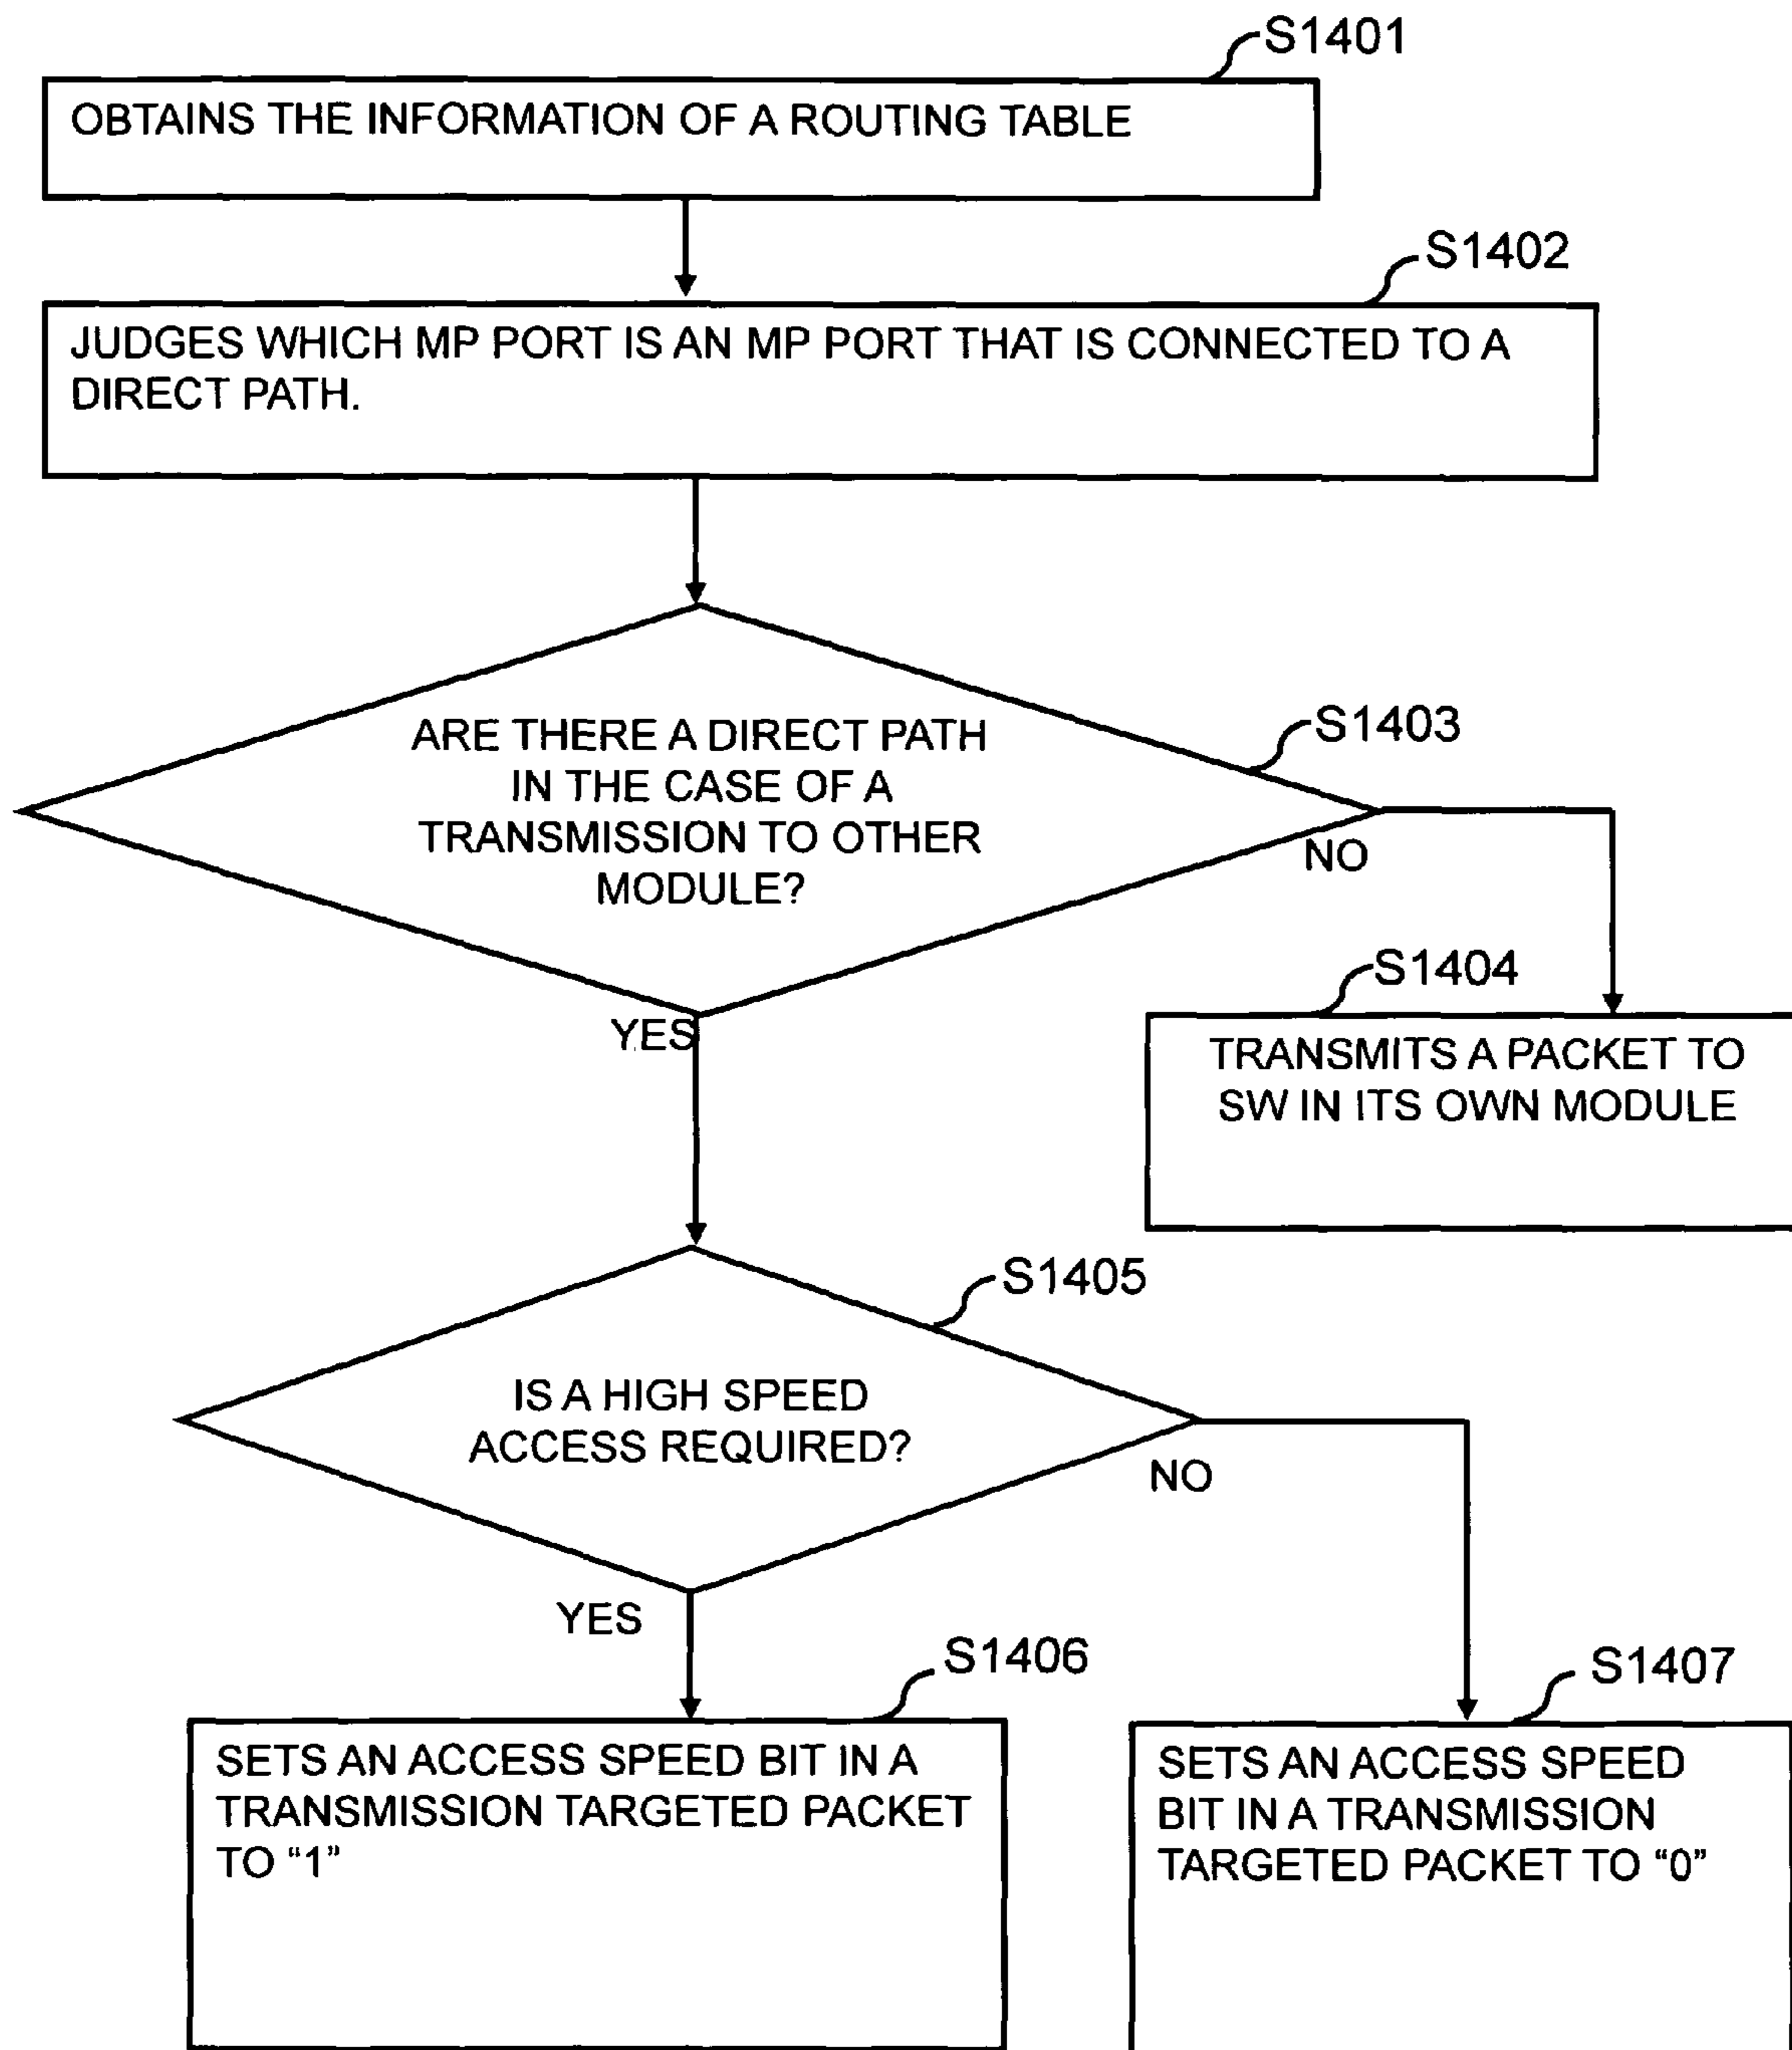 S1401
OBTAINS THE INFORMATION OF A ROUTING TABLE
S1402
JUDGES WHICH MP PORT IS AN MP PORT THAT IS CONNECTED TO A
DIRECT PATH.
S1403
ARE THERE A DIRECT PATH
IN THE CASE OF A
TRANSMISSION TO OTHER
MODULE?
NO
YES
S1404
TRANSMITS A PACKET TO
SW IN ITS OWN MODULE
S1405
IS A HIGH SPEED
ACCESS REQUIRED?
NO
YES
S1406
SETS AN ACCESS SPEED BIT IN A
TRANSMISSION TARGETED PACKET
TO “1”
S1407
SETS AN ACCESS SPEED
BIT IN A TRANSMISSION
TARGETED PACKET TO “0”